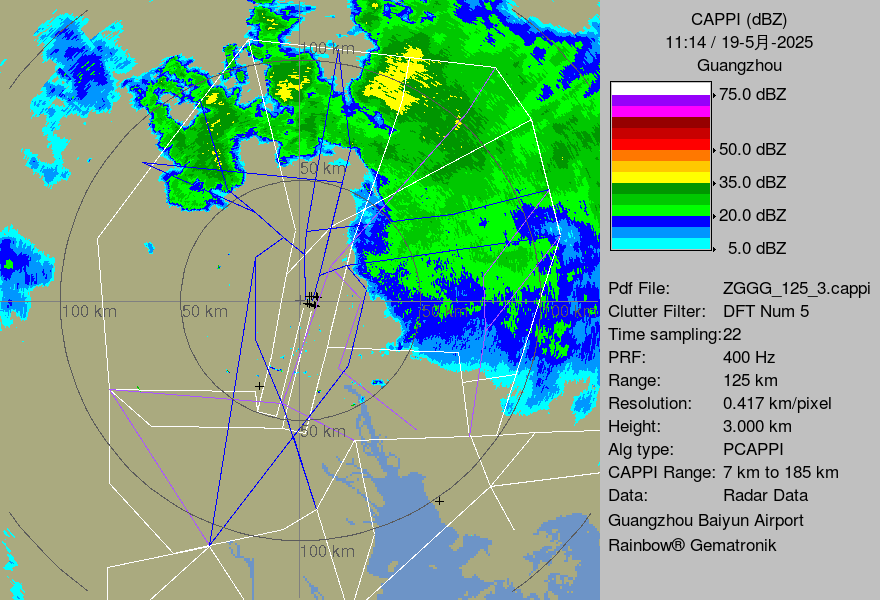 CAPPI (dBZ)
11:14 / 19-5月-2025
Guangzhou
75.0 dBZ
50.0 dBZ
35.0 dBZ
20.0 dBZ
5.0 dBZ
Pdf File: ZGGG_125_3.cappi
Clutter Filter: DFT Num 5
Time sampling:22
PRF: 400 Hz
Range: 125 km
Resolution: 0.417 km/pixel
Height: 3.000 km
Alg type: PCAPPI
CAPPI Range: 7 km to 185 km
Data: Radar Data
Guangzhou Baiyun Airport
Rainbow® Gematronik
100 km
50 km
100 km
50 km
50 km
100 km
50 km
100 km